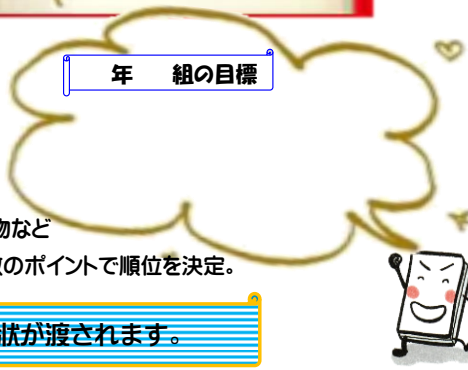 年 組の目標
物など
数のポイントで順位を決定。
状が渡されます。